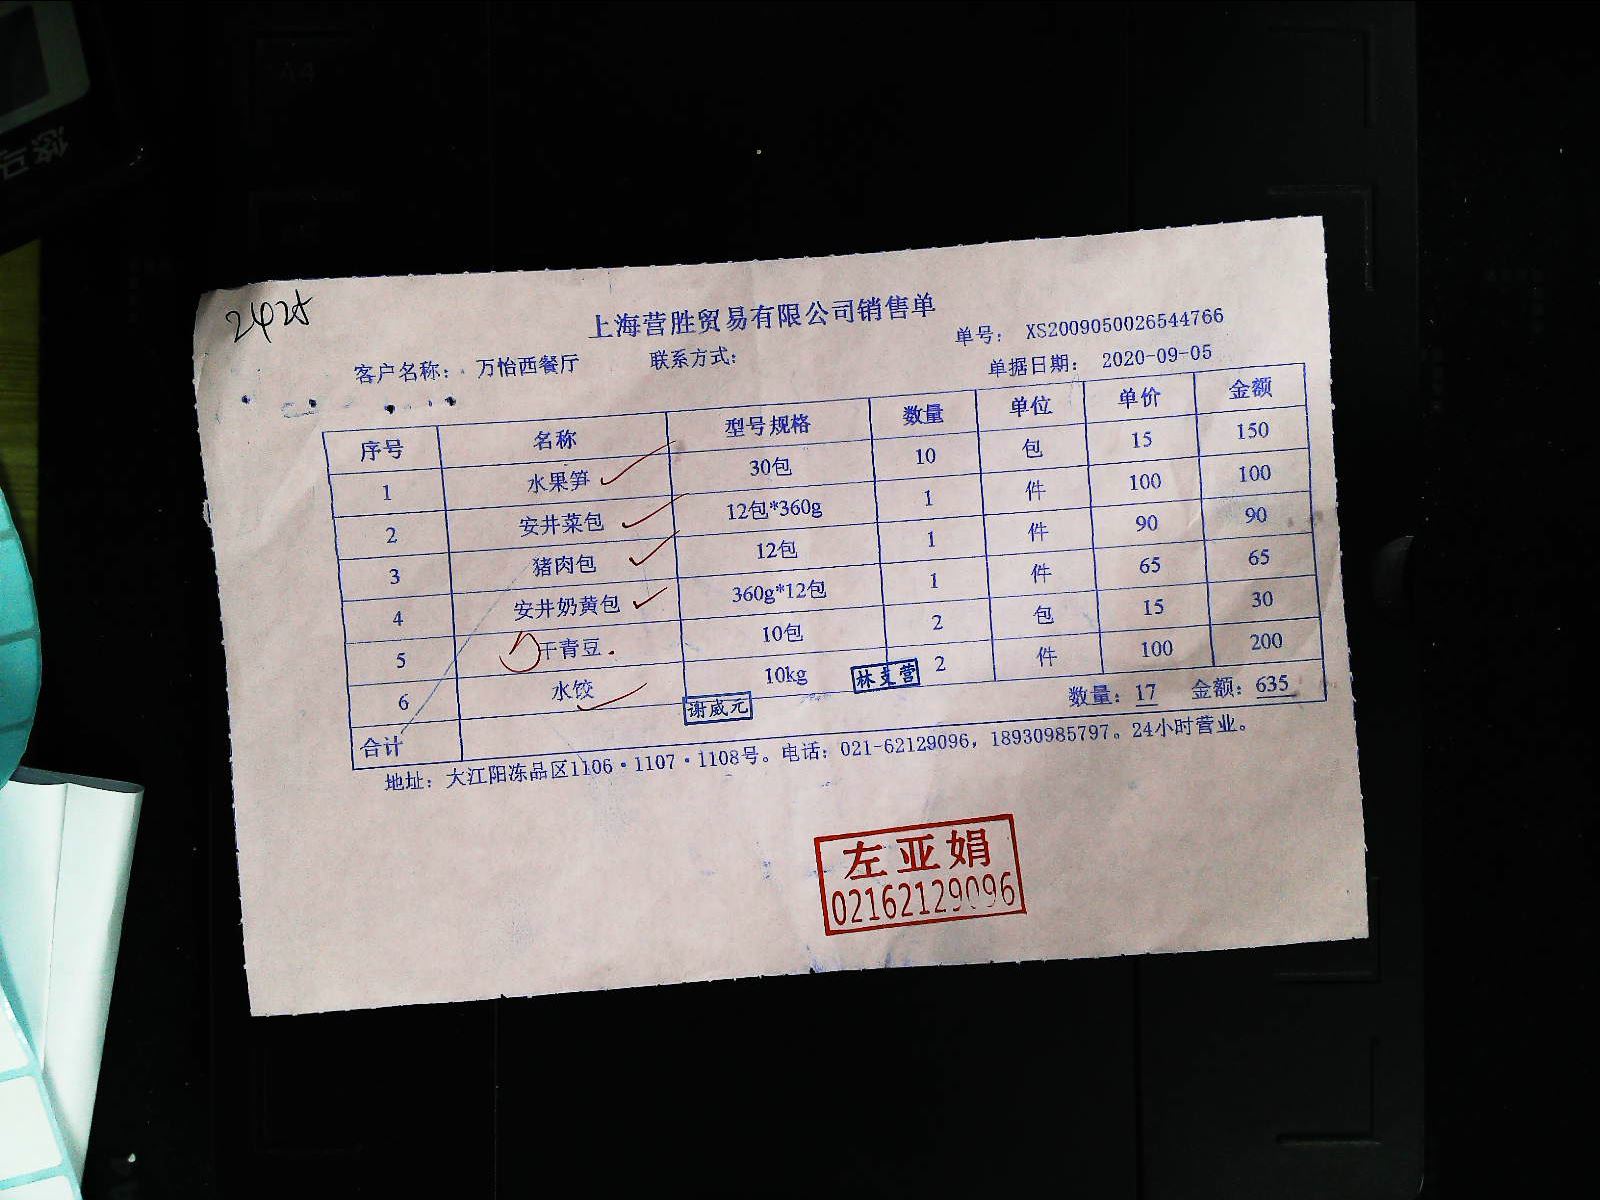 2425
上海营胜贸易有限公司销售单
单号： XS2009050026544766
客户名称： 万怡西餐厅 联系方式： 单据日期： 2020-09-05
序号 名称 型号规格 数量 单位 单价 金额
1 水果笋 30包 10 包 15 150
2 安井菜包 12包*360g 1 件 100 100
3 猪肉包 12包 1 件 90 90
4 安井奶黄包 360g*12包 1 件 65 65
5 干青豆 10包 2 包 15 30
6 水饺 10kg 2 件 100 200
林支营
谢威元
合计 数量：17 金额：635
地址：大江阳冻品区1106·1107·1108号。电话：021-62129096，18930985797。24小时营业。
左亚娟
02162129096
A4